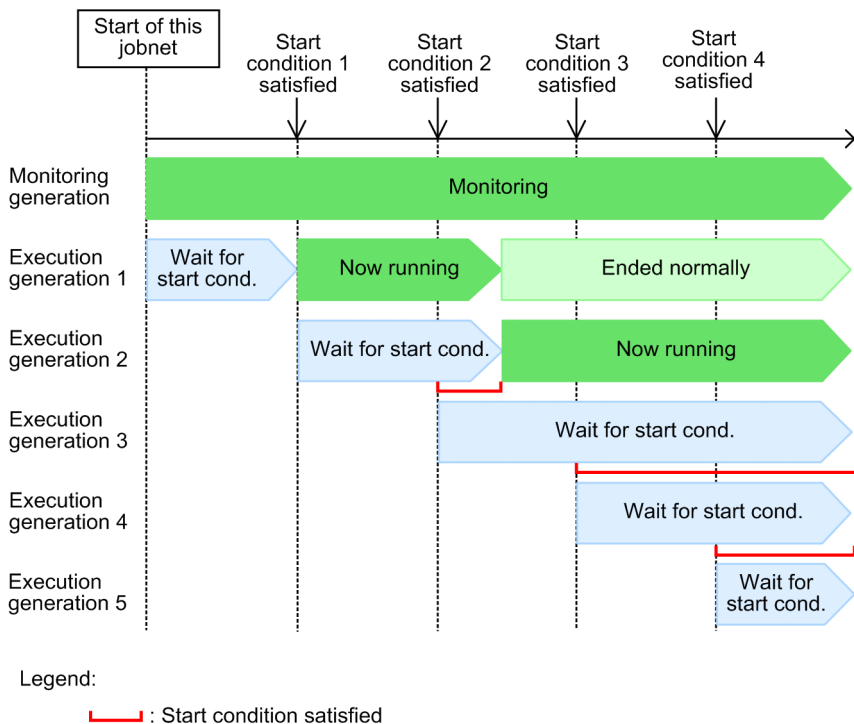 Start of this
jobnet
Start
condition 1
satisfied
Start
condition 2
satisfied
Start
condition 3
satisfied
Start
condition 4
satisfied
Monitoring
generation
Monitoring
Execution
generation 1
Wait for
start cond.
Now running
Ended normally
Execution
generation 2
Wait for start cond.
Now running
Execution
generation 3
Wait for start cond.
Execution
generation 4
Wait for start cond.
Execution
generation 5
Wait for
start cond.
Legend:
: Start condition satisfied